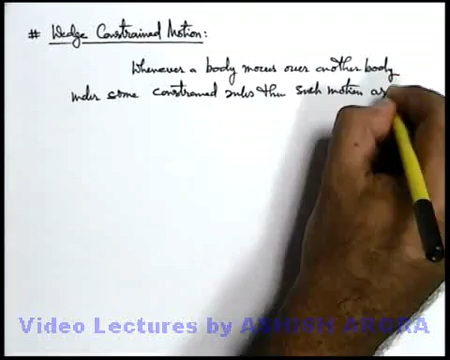 # Wedge Constrained Motion:
Whenever a body moves over another body
under some constrained rules then such motion as
Video Lectures by ASHISH ARORA